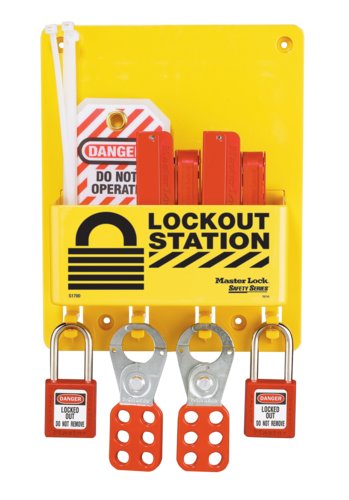 DANGER
DO NOT
OPERATE
LOCKOUT
STATION
Master Lock
SAFETY SERIES
S1700
DANGER
LOCKED
OUT
DO NOT REMOVE
DANGER
LOCKED
OUT
DO NOT REMOVE